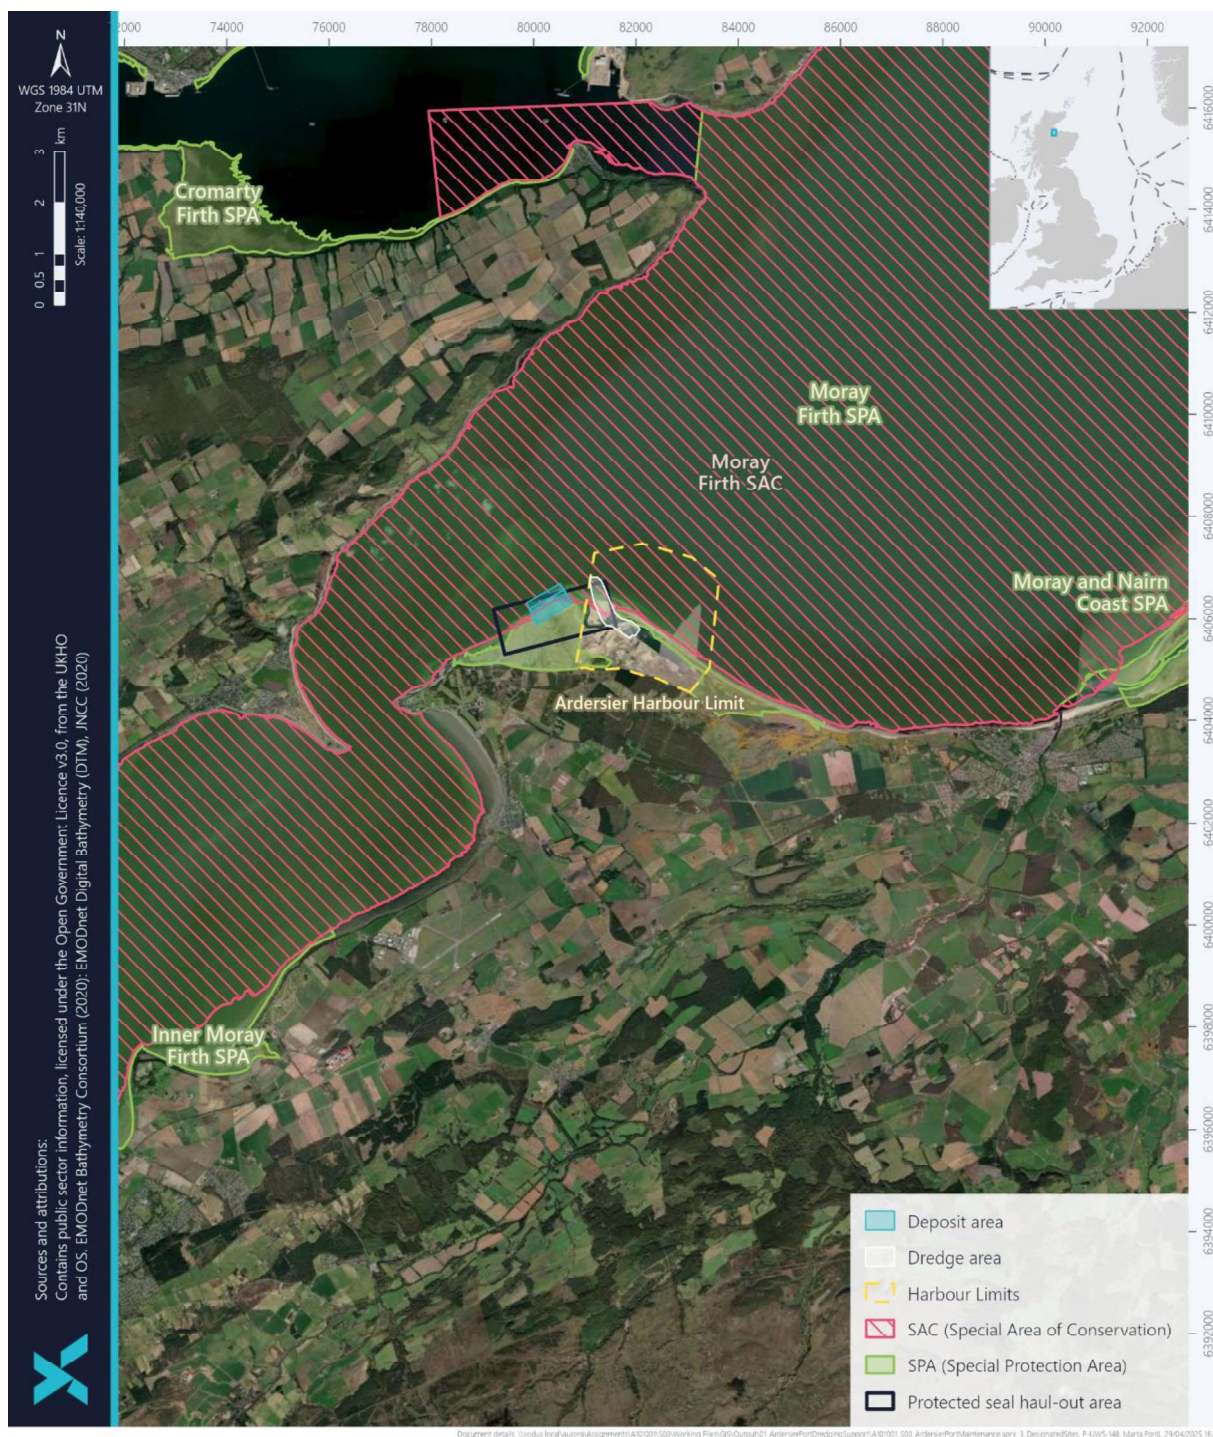 72000 74000 76000 78000 80000 82000 84000 86000 88000 90000 92000
N
WGS 1984 UTM
Zone 31N
km
0 0.5 1 2 3
Scale: 1:140,000
Sources and attributions:
Contains public sector information, licensed under the Open Government Licence v3.0, from the UKHO
and OS. EMODnet Bathymetry Consortium (2020): EMODnet Digital Bathymetry (DTM), JNCC (2020)
Cromarty
Firth SPA
Moray
Firth SPA
Moray
Firth SAC
Moray and Nairn
Coast SPA
Ardersier Harbour Limit
Inner Moray
Firth SPA
6416000
6414000
6412000
6410000
6408000
6406000
6404000
6402000
6400000
6398000
6396000
6394000
6392000
Deposit area
Dredge area
Harbour Limits
SAC (Special Area of Conservation)
SPA (Special Protection Area)
Protected seal haul-out area